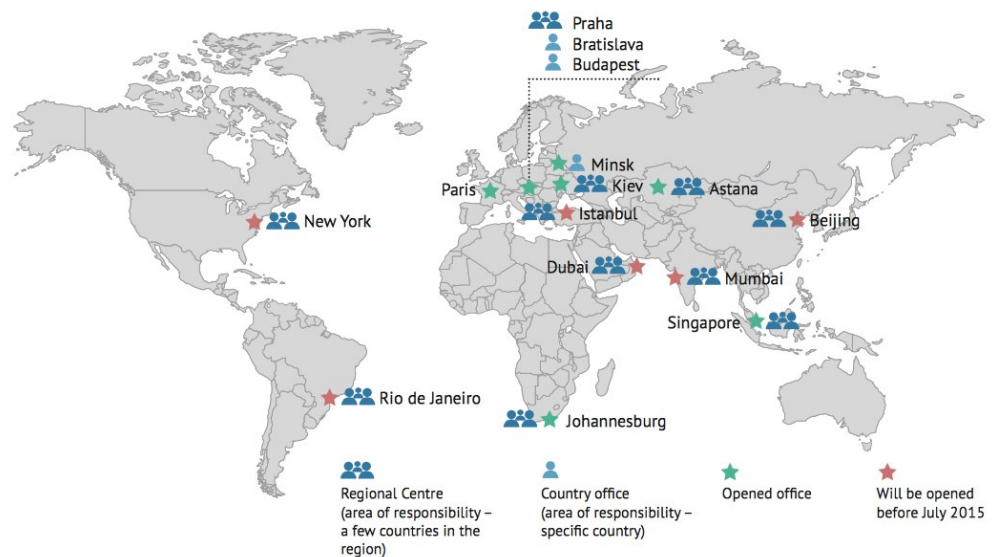 Praha
Bratislava
Budapest
Minsk
Paris
Kiev
Astana
New York
Istanbul
Beijing
Dubai
Mumbai
Singapore
Rio de Janeiro
Johannesburg
Regional Centre
(area of responsibility –
a few countries in the
region)
Country office
(area of responsibility –
specific country)
Opened office
Will be opened
before July 2015